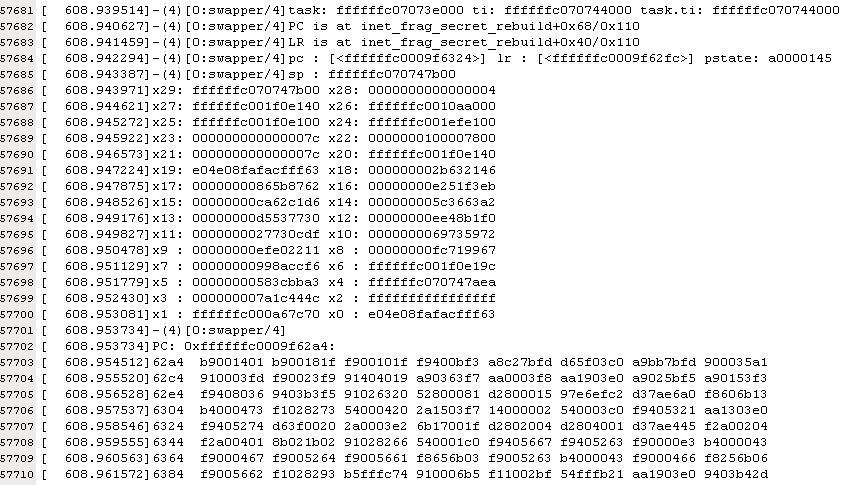 57681 [  608.939514]-(4)[0:swapper/4]task: ffffffc07073e000 ti: ffffffc070744000 task.ti: ffffffc070744000
57682 [  608.940627]-(4)[0:swapper/4]PC is at inet_frag_secret_rebuild+0x68/0x110
57683 [  608.941459]-(4)[0:swapper/4]LR is at inet_frag_secret_rebuild+0x40/0x110
57684 [  608.942294]-(4)[0:swapper/4]pc : [<ffffffc0009f6324>] lr : [<ffffffc0009f62fc>] pstate: a0000145
57685 [  608.943387]-(4)[0:swapper/4]sp : ffffffc070747b00
57686 [  608.943971]x29: ffffffc070747b00 x28: 0000000000000004
57687 [  608.944621]x27: ffffffc001f0e140 x26: ffffffc0010aa000
57688 [  608.945272]x25: ffffffc001f0e100 x24: ffffffc001efe100
57689 [  608.945922]x23: 000000000000007c x22: 0000000100007800
57690 [  608.946573]x21: 000000000000007c x20: ffffffc001f0e140
57691 [  608.947224]x19: e04e08fafacfff63 x18: 000000002b632146
57692 [  608.947875]x17: 00000000865b8762 x16: 00000000e251f3eb
57693 [  608.948526]x15: 00000000ca62c1d6 x14: 000000005c3663a2
57694 [  608.949176]x13: 00000000d5537730 x12: 00000000ee48b1f0
57695 [  608.949827]x11: 0000000027730cdf x10: 0000000069735972
57696 [  608.950478]x9 : 00000000efe02211 x8 : 00000000fc719967
57697 [  608.951129]x7 : 00000000998accf6 x6 : ffffffc001f0e19c
57698 [  608.951779]x5 : 00000000583cbba3 x4 : ffffffc070747aea
57699 [  608.952430]x3 : 000000007a1c444c x2 : ffffffffffffffff
57700 [  608.953081]x1 : ffffffc000a67c70 x0 : e04e08fafacfff63
57701 [  608.953734]-(4)[0:swapper/4]
57702 [  608.953734]PC: 0xffffffc0009f62a4:
57703 [  608.954512]62a4  b9001401 b900181f f900101f f9400bf3 a8c27bfd d65f03c0 a9bb7bfd 900035a1
57704 [  608.955520]62c4  910003fd f90023f9 91404019 a90363f7 aa0003f8 aa1903e0 a9025bf5 a90153f3
57705 [  608.956528]62e4  f9408036 9403b3f5 91026320 52800081 d2800015 97e6efc2 d37ae6a0 f8606b13
57706 [  608.957537]6304  b4000473 f1028273 54000420 2a1503f7 14000002 540003c0 f9405321 aa1303e0
57707 [  608.958546]6324  f9405274 d63f0020 2a0003e2 6b17001f d2802004 d2804001 d37ae445 f2a00204
57708 [  608.959555]6344  f2a00401 8b021b02 91028266 540001c0 f9405667 f9405263 f90000e3 b4000043
57709 [  608.960563]6364  f9000467 f9005264 f9005661 f8656b03 f9005263 b4000043 f9000466 f8256b06
57710 [  608.961572]6384  f9005662 f1028293 b5fffc74 910006b5 f11002bf 54fffb21 aa1903e0 9403b42d